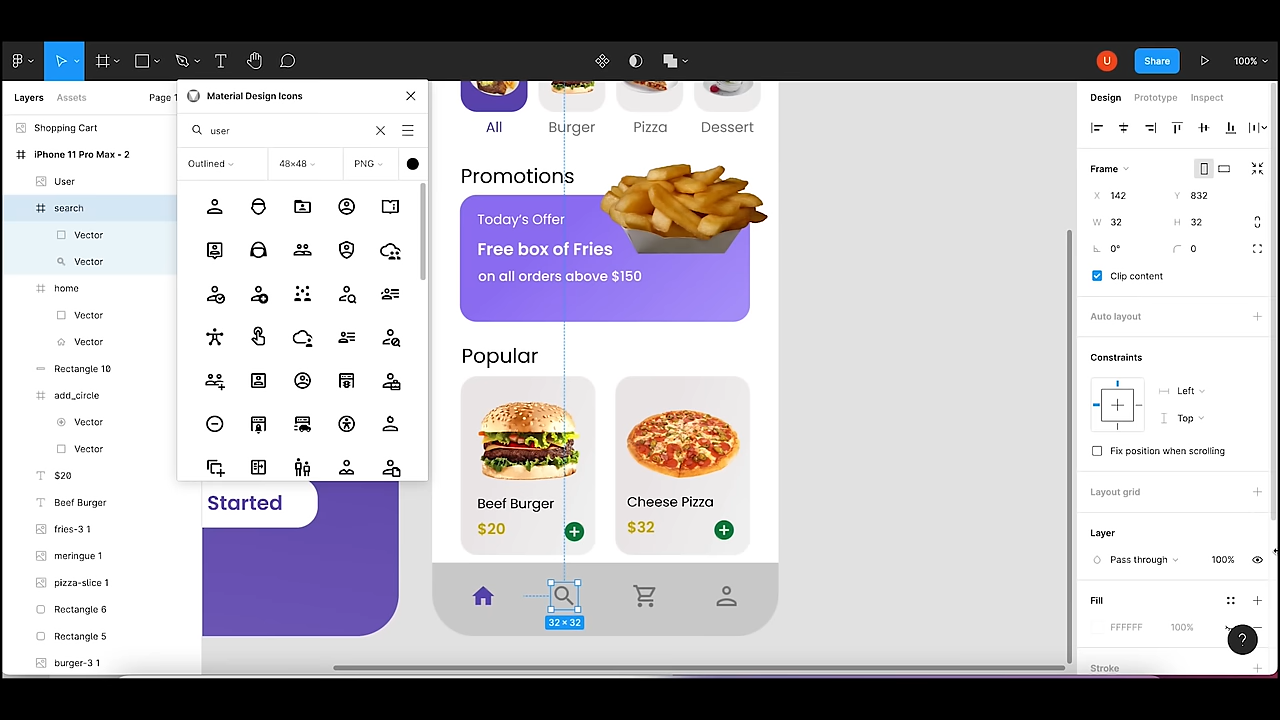 U
Share
100%
Layers
Assets
Page 1
Shopping Cart
iPhone 11 Pro Max - 2
User
search
Vector
Vector
home
Vector
Vector
Rectangle 10
add_circle
Vector
Vector
$20
Beef Burger
fries-3 1
meringue 1
pizza-slice 1
Rectangle 6
Rectangle 5
burger-3 1
Material Design Icons
user
Outlined
48×48
PNG
Started
All
Burger
Pizza
Dessert
Promotions
Today's Offer
Free box of Fries
on all orders above $150
Popular
Beef Burger
$20
Cheese Pizza
$32
32 × 32
Design
Prototype
Inspect
Frame
X 142
Y 832
W 32
H 32
0°
0
Clip content
Auto layout
Constraints
Left
Top
Fix position when scrolling
Layout grid
Layer
Pass through
100%
Fill
FFFFFF
100%
?
Stroke